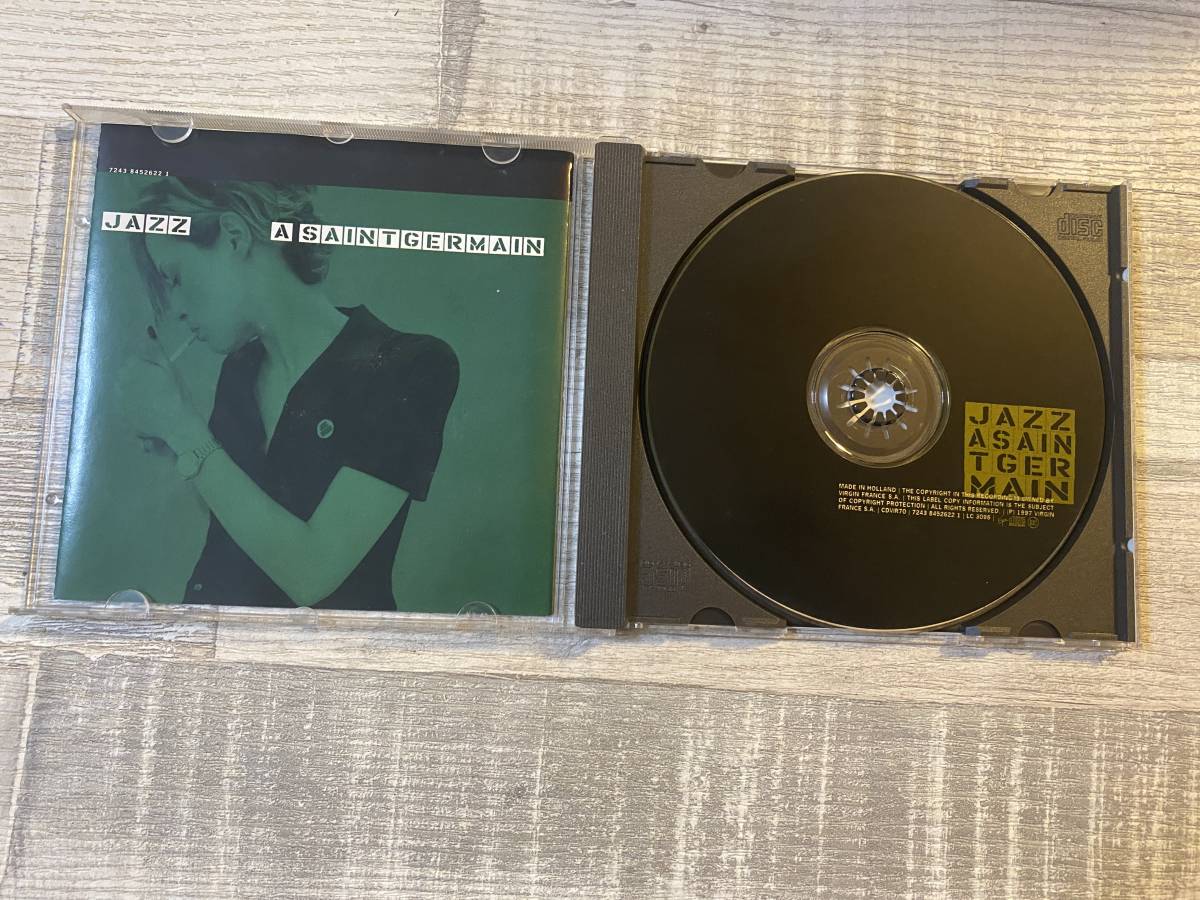 7243 8452622 1
JAZZ A SAINTGERMAIN
disc
JAZZ
ASAIN
TGER
MAIN
MADE IN HOLLAND | THE COPYRIGHT IN THIS RECORDING IS OWNED BY
VIRGIN FRANCE S.A. | THIS LABEL COPY INFORMATION IS THE SUBJECT
OF COPYRIGHT PROTECTION | ALL RIGHTS RESERVED. | (P) 1997 VIRGIN
FRANCE S.A. | CDVIR70 | 7243 8452622 1 | LC 3098 |